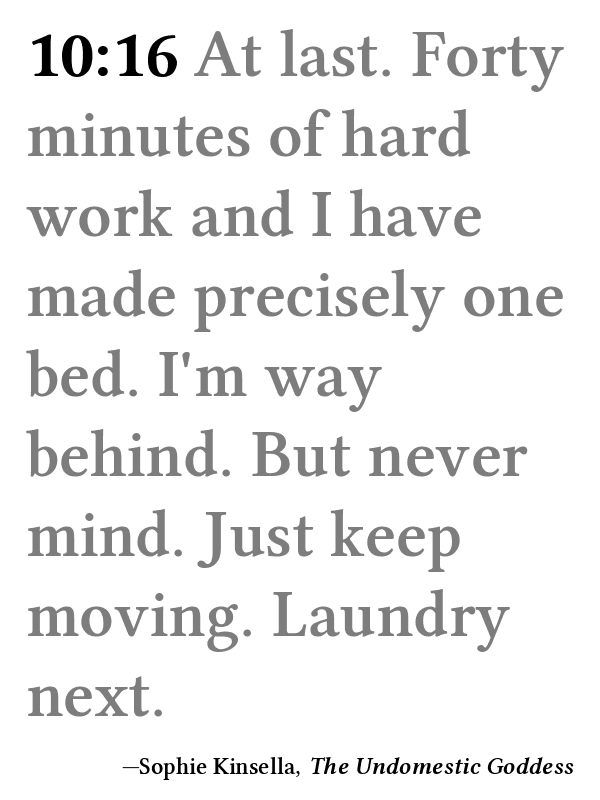 10:16 At last. Forty
minutes of hard
work and I have
made precisely one
bed. I'm way
behind. But never
mind. Just keep
moving. Laundry
next.
—Sophie Kinsella, The Undomestic Goddess